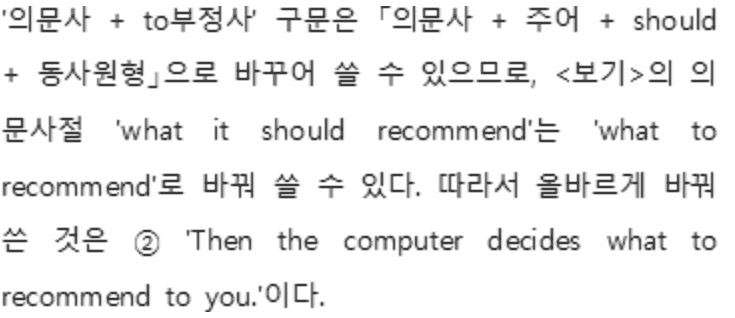 '의문사 + to부정사' 구문은 「의문사 + 주어 + should
+ 동사원형」으로 바꾸어 쓸 수 있으므로, <보기>의 의
문사절 'what it should recommend'는 'what to
recommend'로 바꿔 쓸 수 있다. 따라서 올바르게 바꿔
쓴 것은 ② 'Then the computer decides what to
recommend to you.'이다.